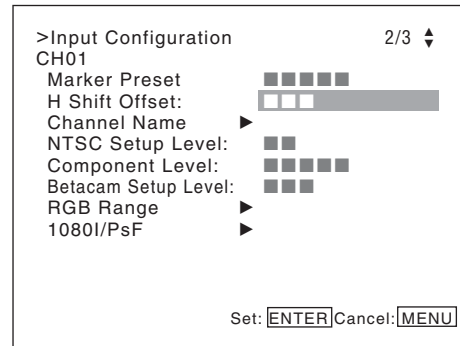 >Input Configuration 2/3
CH01
Marker Preset ■■■■■
H Shift Offset: □□□
Channel Name ►
NTSC Setup Level: ■■
Component Level: ■■■■■
Betacam Setup Level: ■■■
RGB Range ►
1080I/PsF ►
Set: ENTER Cancel: MENU